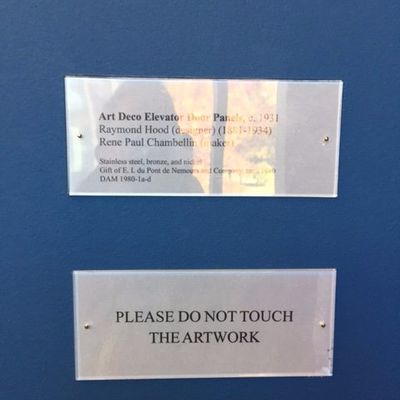 Art Deco Elevator Door Panels, c. 1931
Raymond Hood (designer) (1881-1934)
Rene Paul Chambellin (maker)
Stainless steel, bronze, and nickel
Gift of E. I. du Pont de Nemours and Company
DAM 1980-1a-d
PLEASE DO NOT TOUCH
THE ARTWORK